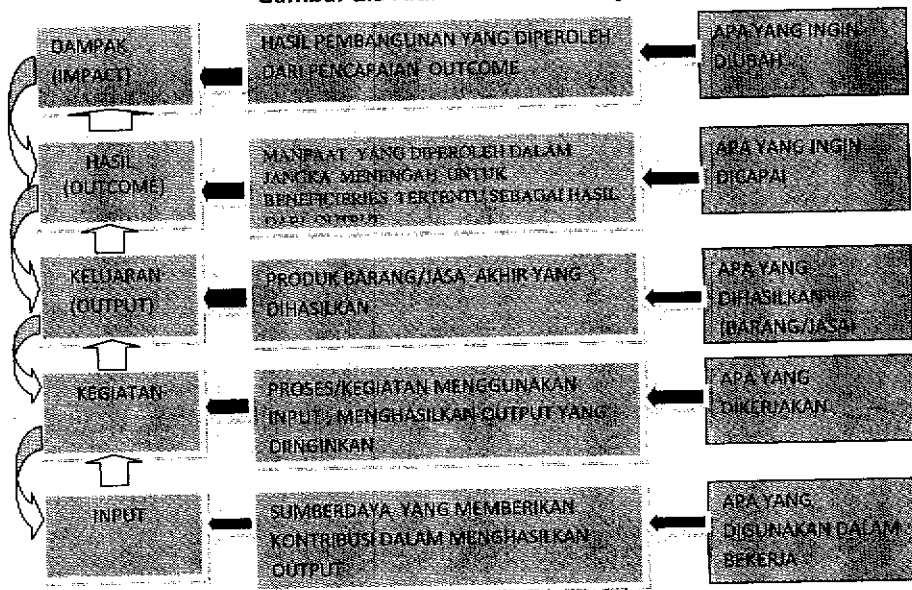 DAMPAK
(IMPACT)
HASIL PEMBANGUNAN YANG DIPEROLEH
DARI PENCAPAIAN OUTCOME
APA YANG INGIN
DIUBAH
HASIL
(OUTCOME)
MANFAAT YANG DIPEROLEH DALAM
JANGKA MENENGAH UNTUK
BENEFICIERIES TERTENTU SEBAGAI HASIL
DARI OUTPUT
APA YANG INGIN
DICAPAI
KELUARAN
(OUTPUT)
PRODUK BARANG/JASA AKHIR YANG
DIHASILKAN
APA YANG
DIHASILKAN
(BARANG/JASA)
KEGIATAN
PROSES/KEGIATAN MENGGUNAKAN
INPUT, MENGHASILKAN OUTPUT YANG
DIINGINKAN
APA YANG
DIKERJAKAN
INPUT
SUMBERDAYA YANG MEMBERIKAN
KONTRIBUSI DALAM MENGHASILKAN
OUTPUT
APA YANG
DIGUNAKAN DALAM
BEKERJA